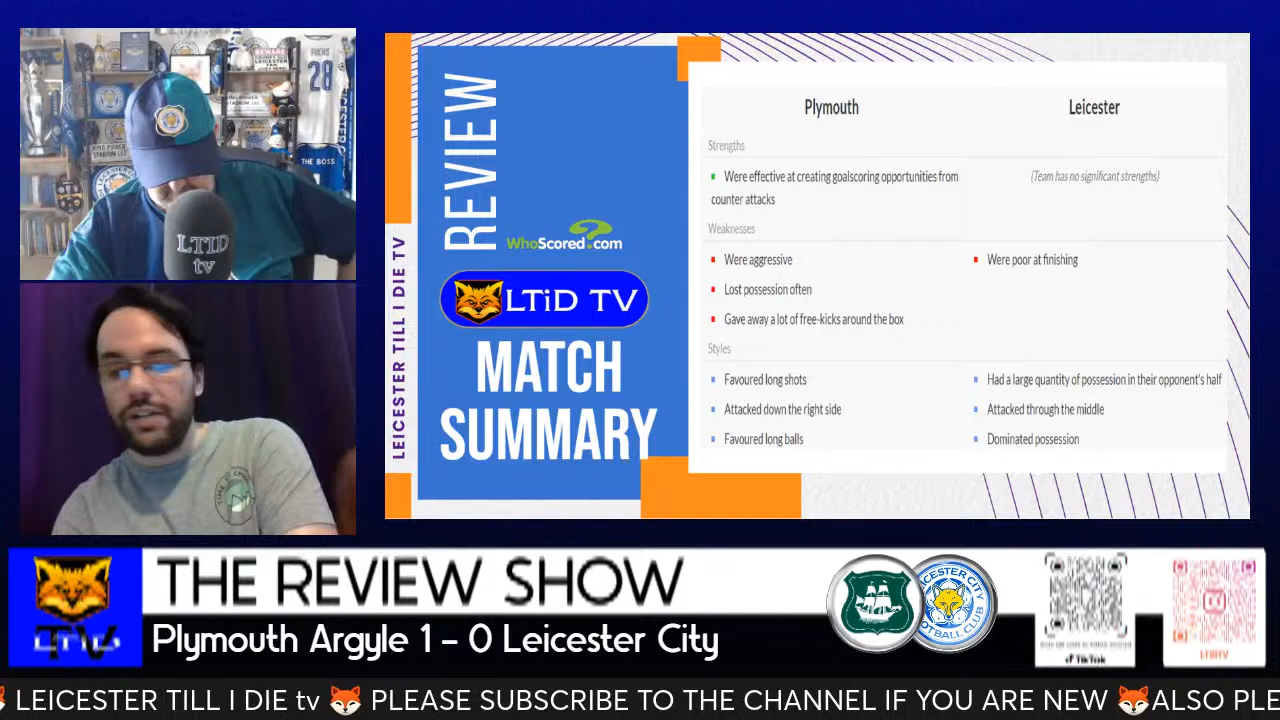 BEWARE
FUCHS
28
THE BOSS
LTID
tv
REVIEW
WhoScored.com
LTiD TV
MATCH
SUMMARY
LEICESTER TILL I DIE TV
Plymouth
Leicester
Strengths
Were effective at creating goalscoring opportunities from
counter attacks
(Team has no significant strengths)
Weaknesses
Were aggressive
Were poor at finishing
Lost possession often
Gave away a lot of free-kicks around the box
Styles
Favoured long shots
Had a large quantity of possession in their opponent's half
Attacked down the right side
Attacked through the middle
Favoured long balls
Dominated possession
THE REVIEW SHOW
Plymouth Argyle 1 - 0 Leicester City
TikTok
LTIDTV
LEICESTER TILL I DIE tv 🦊 PLEASE SUBSCRIBE TO THE CHANNEL IF YOU ARE NEW 🦊 ALSO PLE